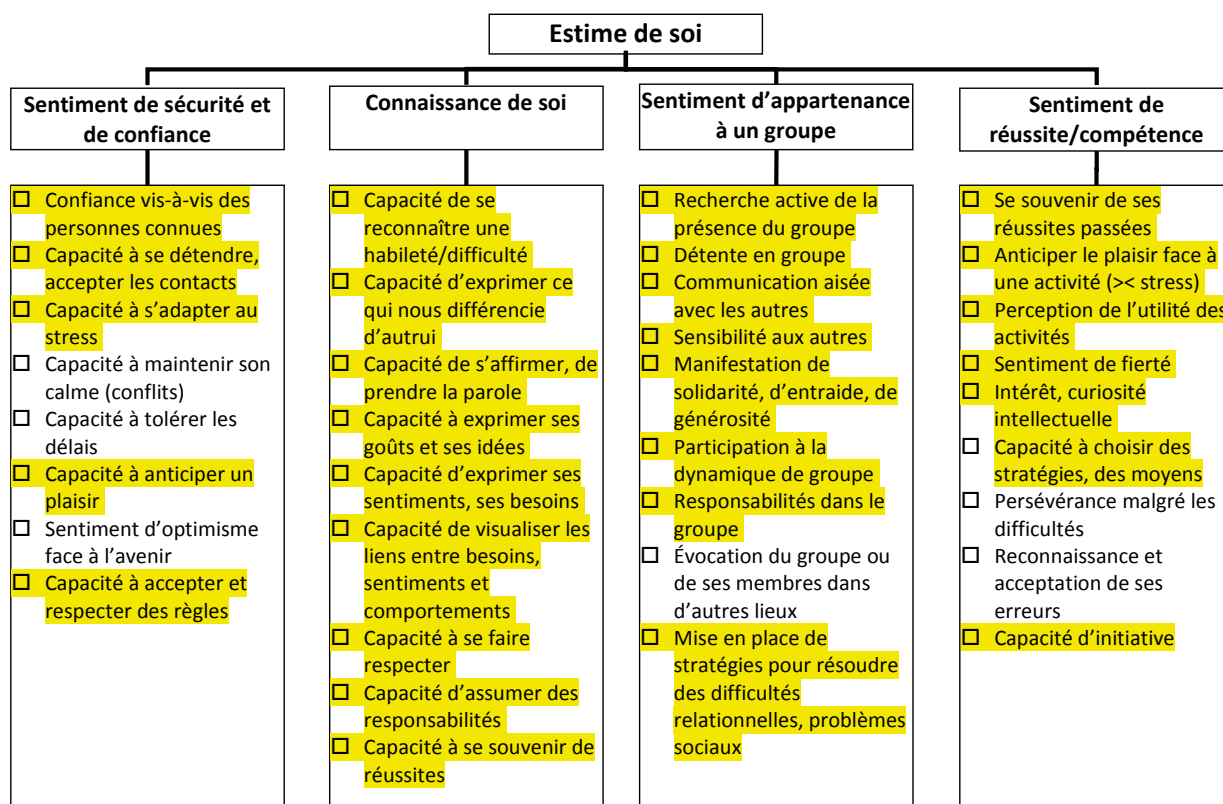 Estime de soi
Sentiment de sécurité et
de confiance
☐ Confiance vis-à-vis des
personnes connues
☐ Capacité à se détendre,
accepter les contacts
☐ Capacité à s’adapter au
stress
☐ Capacité à maintenir son
calme (conflits)
☐ Capacité à tolérer les
délais
☐ Capacité à anticiper un
plaisir
☐ Sentiment d’optimisme
face à l’avenir
☐ Capacité à accepter et
respecter des règles
Connaissance de soi
☐ Capacité de se
reconnaître une
habileté/difficulté
☐ Capacité d’exprimer ce
qui nous différencie
d’autrui
☐ Capacité de s’affirmer, de
prendre la parole
☐ Capacité à exprimer ses
goûts et ses idées
☐ Capacité d’exprimer ses
sentiments, ses besoins
☐ Capacité de visualiser les
liens entre besoins,
sentiments et
comportements
☐ Capacité à se faire
respecter
☐ Capacité d’assumer des
responsabilités
☐ Capacité à se souvenir de
réussites
Sentiment d’appartenance
à un groupe
☐ Recherche active de la
présence du groupe
☐ Détente en groupe
☐ Communication aisée
avec les autres
☐ Sensibilité aux autres
☐ Manifestation de
solidarité, d’entraide, de
générosité
☐ Participation à la
dynamique de groupe
☐ Responsabilités dans le
groupe
☐ Évocation du groupe ou
de ses membres dans
d’autres lieux
☐ Mise en place de
stratégies pour résoudre
des difficultés
relationnelles, problèmes
sociaux
Sentiment de
réussite/compétence
☐ Se souvenir de ses
réussites passées
☐ Anticiper le plaisir face à
une activité (>< stress)
☐ Perception de l’utilité des
activités
☐ Sentiment de fierté
☐ Intérêt, curiosité
intellectuelle
☐ Capacité à choisir des
stratégies, des moyens
☐ Persévérance malgré les
difficultés
☐ Reconnaissance et
acceptation de ses
erreurs
☐ Capacité d’initiative